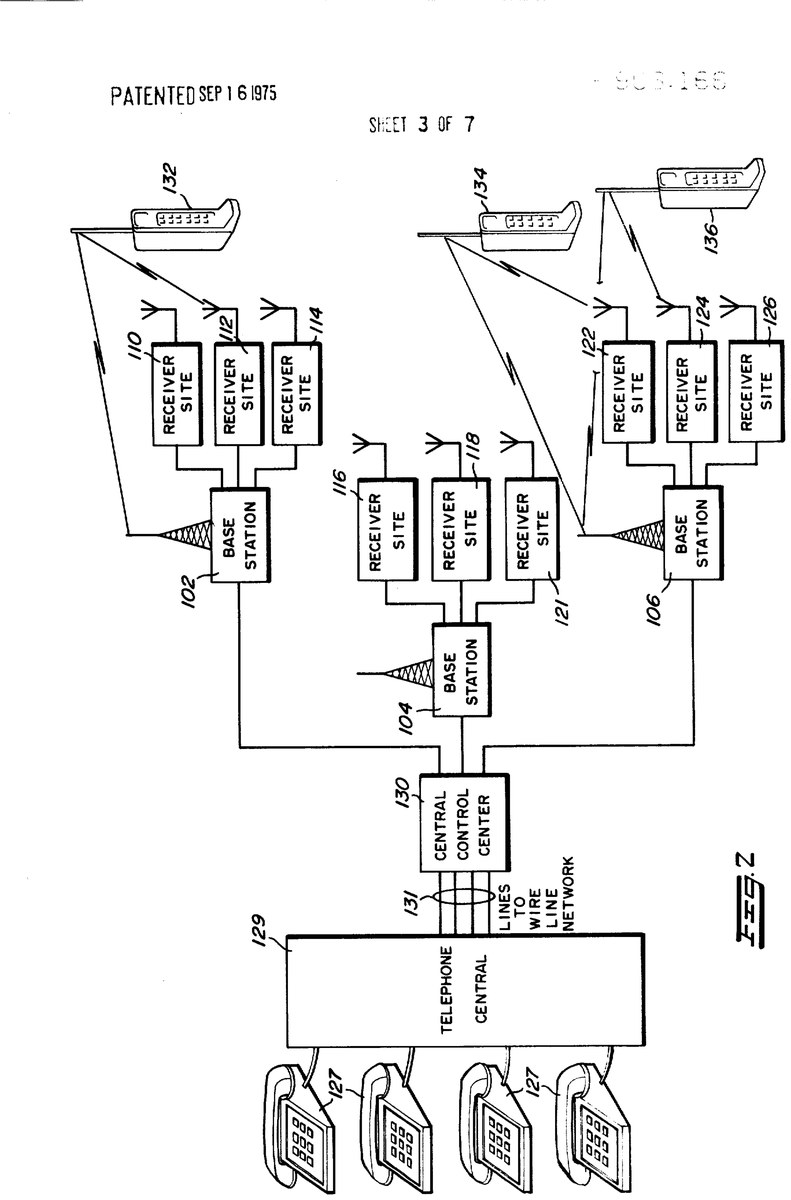 PATENTED SEP 16 1975
SHEET 3 OF 7
132
134
136
110
RECEIVER
SITE
112
RECEIVER
SITE
114
RECEIVER
SITE
102
BASE
STATION
116
RECEIVER
SITE
118
RECEIVER
SITE
121
RECEIVER
SITE
104
BASE
STATION
122
RECEIVER
SITE
124
RECEIVER
SITE
126
RECEIVER
SITE
106
BASE
STATION
130
CENTRAL
CONTROL
CENTER
131
LINES
TO
WIRE
LINE
NETWORK
129
TELEPHONE
CENTRAL
127
127
127
127
FIG. 2